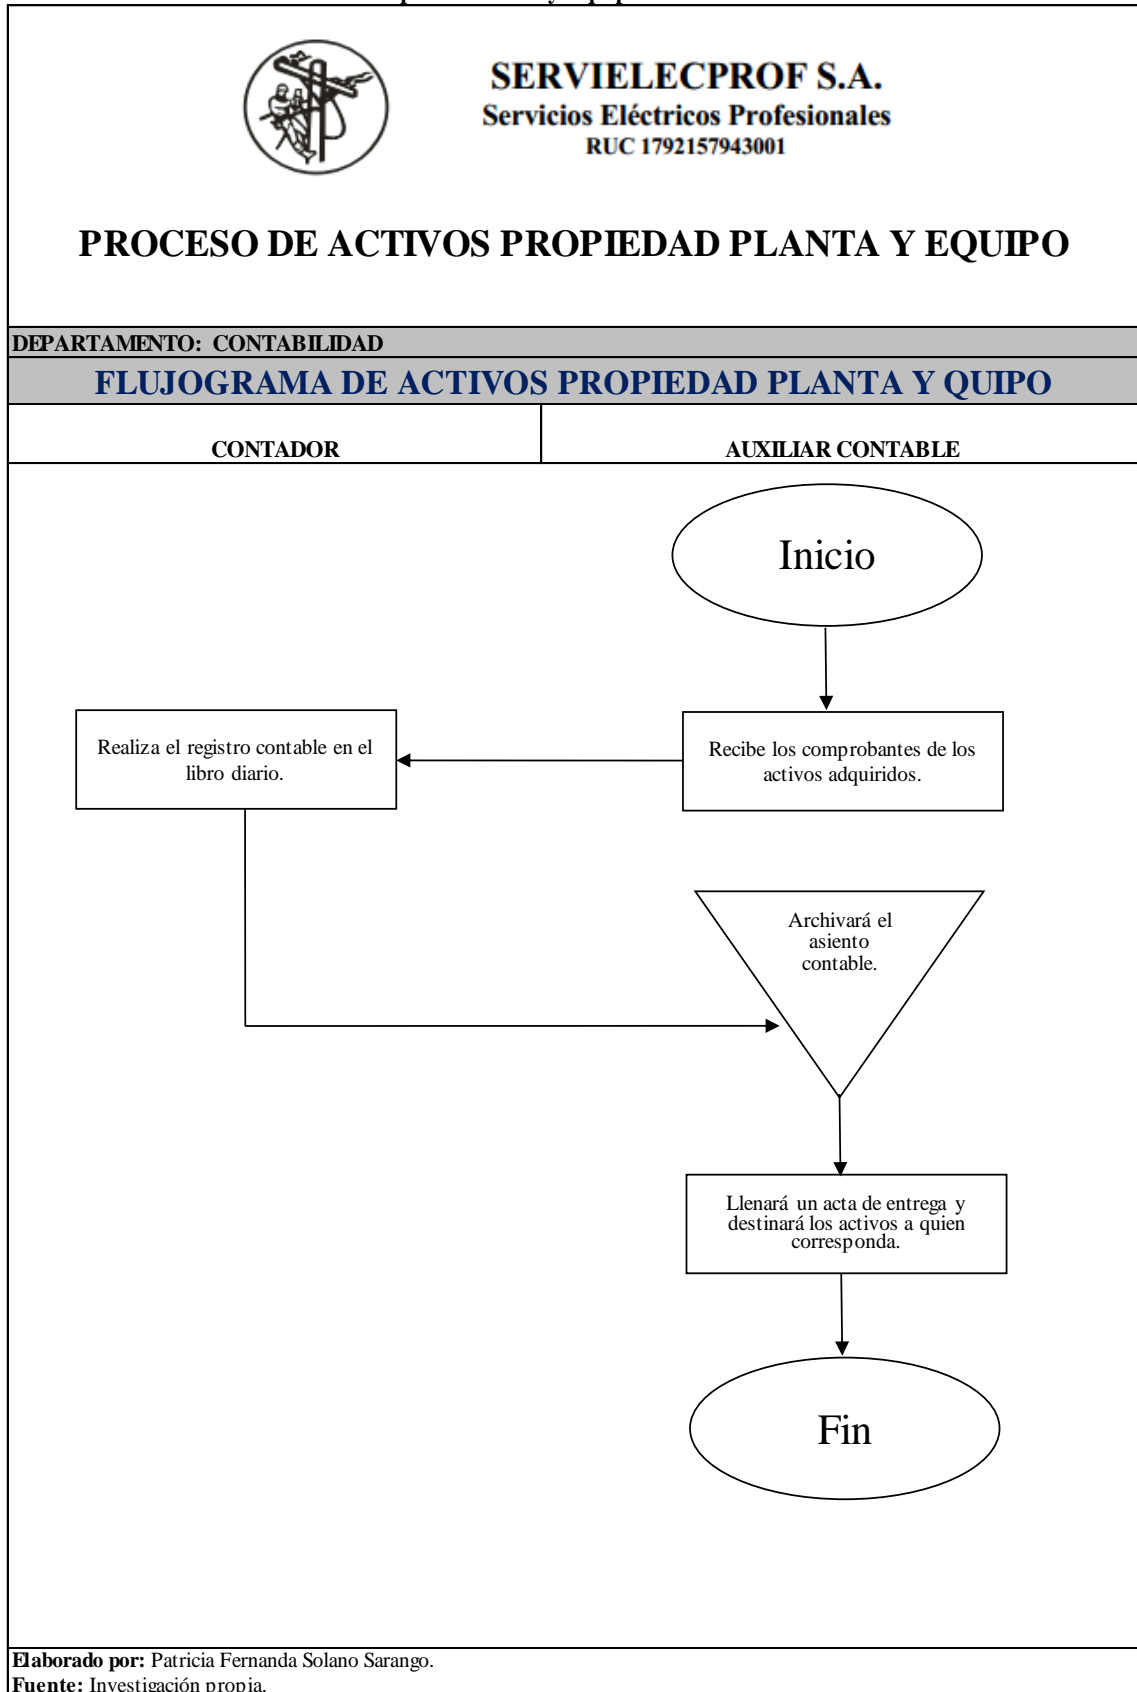 SERVIELECPROF S.A.
Servicios Eléctricos Profesionales
RUC 1792157943001
PROCESO DE ACTIVOS PROPIEDAD PLANTA Y EQUIPO
DEPARTAMENTO: CONTABILIDAD
FLUJOGRAMA DE ACTIVOS PROPIEDAD PLANTA Y QUIPO
CONTADOR
AUXILIAR CONTABLE
Inicio
Realiza el registro contable en el
libro diario.
Recibe los comprobantes de los
activos adquiridos.
Archivará el
asiento
contable.
Llenará un acta de entrega y
destinará los activos a quien
corresponda.
Fin
Elaborado por: Patricia Fernanda Solano Sarango.
Fuente: Investigación propia.